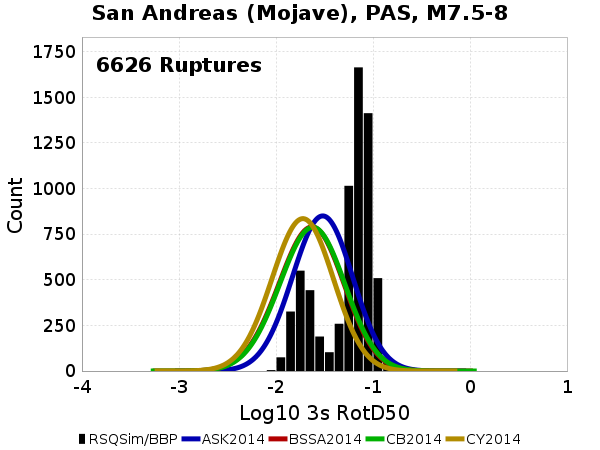 San Andreas (Mojave), PAS, M7.5-8
6626 Ruptures
Count
1750
1500
1250
1000
750
500
250
0
-4 -3 -2 -1 0 1
Log10 3s RotD50
RSQSim/BBP ASK2014 BSSA2014 CB2014 CY2014